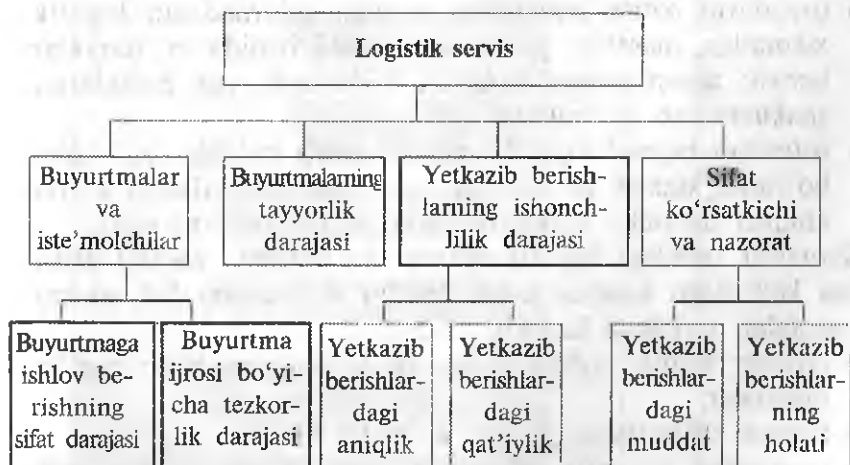 Logistik servis
Buyurtmalar
va
iste’molchilar
Buyurtmalarning
tayyorlik
darajasi
Yetkazib berish-
larning ishonch-
lilik darajasi
Sifat
ko‘rsatkichi
va nazorat
Buyurtmaga
ishlov be-
rishning
sifat darajasi
Buyurtma
ijrosi bo‘yi-
cha tezkor-
lik darajasi
Yetkazib
berishlar-
dagi
aniqlik
Yetkazib
berishlar-
dagi
qat’iylik
Yetkazib
berishlar-
dagi
muddat
Yetkazib
berishlar-
ning
holati